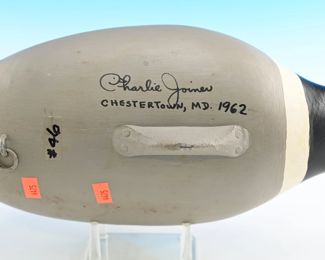 Charlie Joiner
CHESTERTOWN, MD. 1962
#46